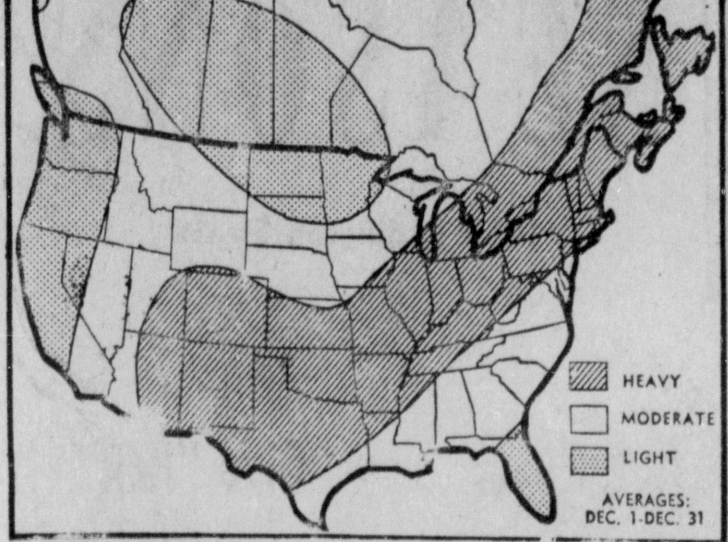 HEAVY
MODERATE
LIGHT
AVERAGES:
DEC. 1-DEC. 31